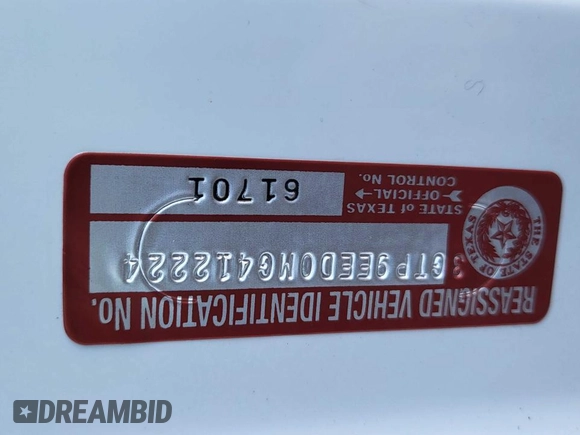 REASSIGNED VEHICLE IDENTIFICATION No.
3GTP9EED0MG412224
THE STATE OF TEXAS
STATE of TEXAS
OFFICIAL
CONTROL No.
61701
DREAMBID